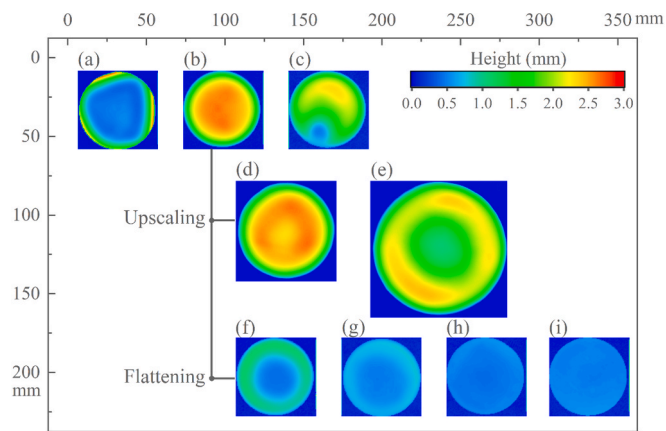 0 50 100 150 200 250 300 350 mm
0
50
100
150
200
mm
(a) (b) (c)
Height (mm)
0.0 0.5 1.0 1.5 2.0 2.5 3.0
(d) (e)
Upscaling
(f) (g) (h) (i)
Flattening